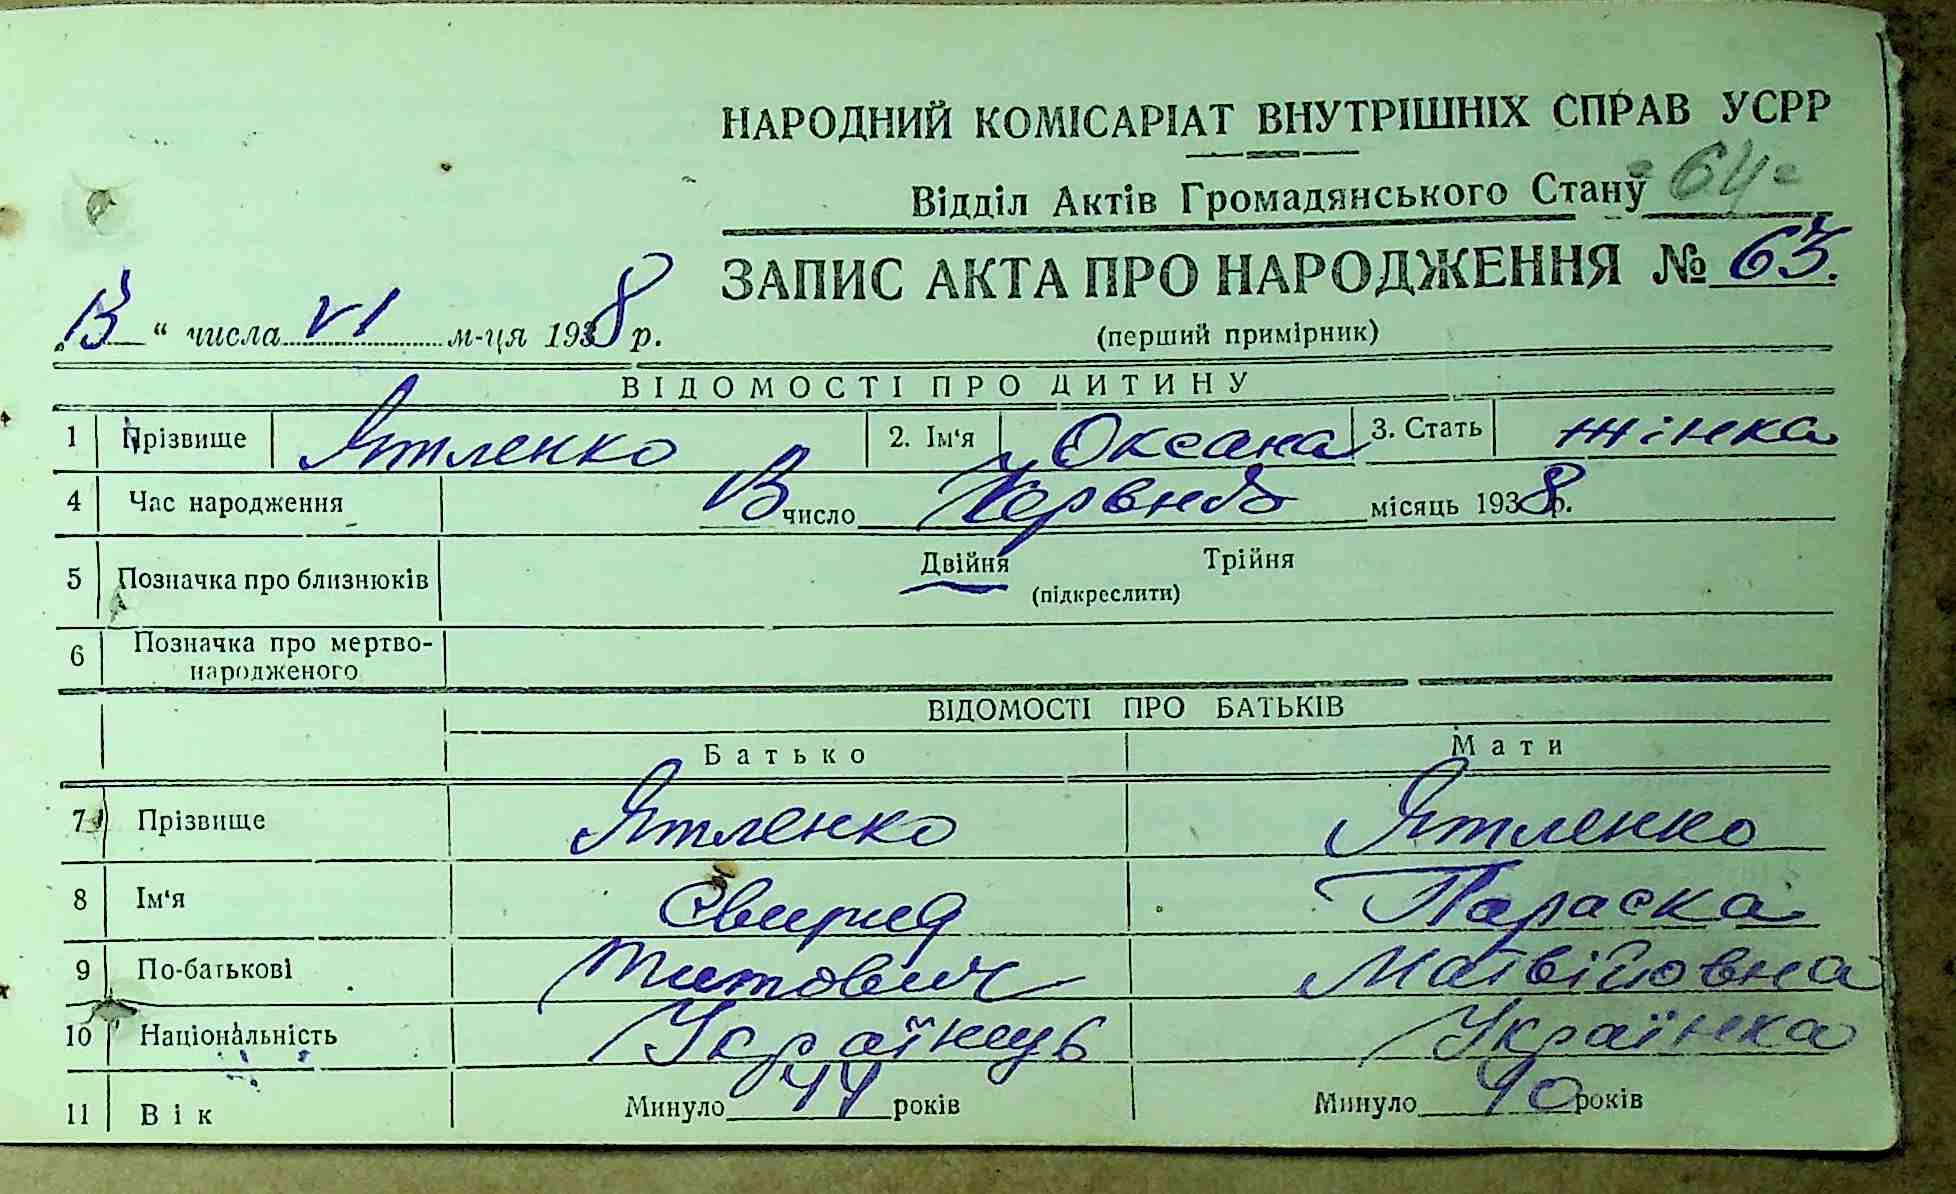 НАРОДНИЙ КОМІСАРІАТ ВНУТРІШНІХ СПРАВ УСРР
Відділ Актів Громадянського Стану 64
ЗАПИС АКТА ПРО НАРОДЖЕННЯ № 63.
„13“ числа VI м-ця 1938 р.
(перший примірник)
ВІДОМОСТІ ПРО ДИТИНУ
1 Прізвище Ятленко 2. Ім'я Оксана 3. Стать жінка
4 Час народження 13 число Червня місяць 1938 р.
5 Позначка про близнюків Двійня Трійня
(підкреслити)
6 Позначка про мертво-
народженого
ВІДОМОСТІ ПРО БАТЬКІВ
Батько Мати
7 Прізвище Ятленко Ятленко
8 Ім'я Свирид Параска
9 По-батькові Титович Матвійовна
10 Національність Українць Українка
11 Вік Минуло 44 років Минуло 40 років